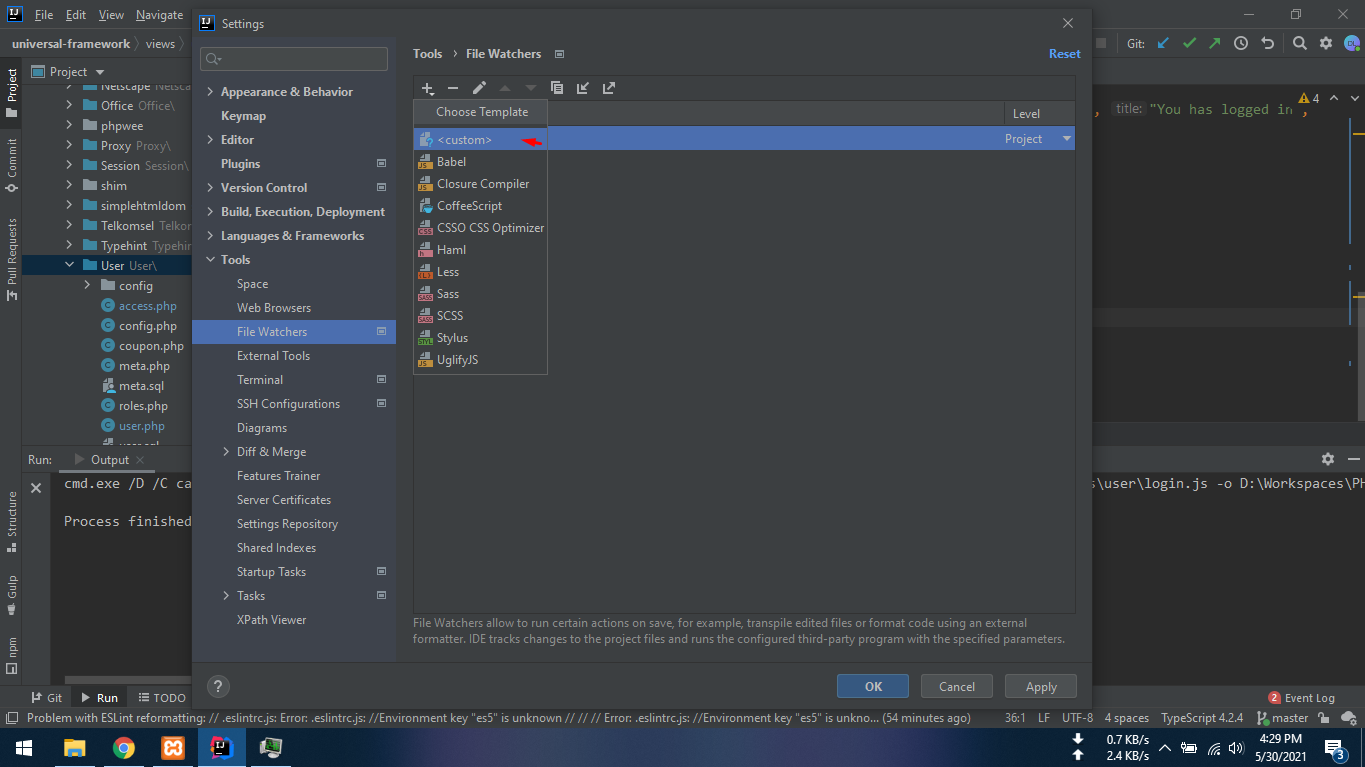 File Edit View Navigate
Settings
universal-framework views
Git:
Project
Netscape Netsca
Office Office\
phpwee
Proxy Proxy\
Session Session\
shim
simplehtmldom
Telkomsel Telkor
Typehint Typehin
User User\
config
access.php
config.php
coupon.php
meta.php
meta.sql
roles.php
user.php
Project
Commit
Pull Requests
Structure
Gulp
npm
Appearance & Behavior
Keymap
Editor
Plugins
Version Control
Build, Execution, Deployment
Languages & Frameworks
Tools
Space
Web Browsers
File Watchers
External Tools
Terminal
SSH Configurations
Diagrams
Diff & Merge
Features Trainer
Server Certificates
Settings Repository
Shared Indexes
Startup Tasks
Tasks
XPath Viewer
Tools › File Watchers
Reset
Level
Project
Choose Template
<custom>
Babel
Closure Compiler
CoffeeScript
CSSO CSS Optimizer
Haml
Less
Sass
SCSS
Stylus
UglifyJS
, title: "You has logged in ,
4
File Watchers allow to run certain actions on save, for example, transpile edited files or format code using an external
formatter. IDE tracks changes to the project files and runs the configured third-party program with the specified parameters.
?
OK Cancel Apply
Run: Output
cmd.exe /D /C ca
s\user\login.js -o D:\Workspaces\PH
Process finished
Git Run TODO
2 Event Log
Problem with ESLint reformatting: // .eslintrc.js: Error: .eslintrc.js: //Environment key "es5" is unknown // // // Error: .eslintrc.js: //Environment key "es5" is unkno... (54 minutes ago)
36:1 LF UTF-8 4 spaces TypeScript 4.2.4 master
0.7 KB/s
2.4 KB/s
4:29 PM
5/30/2021
3